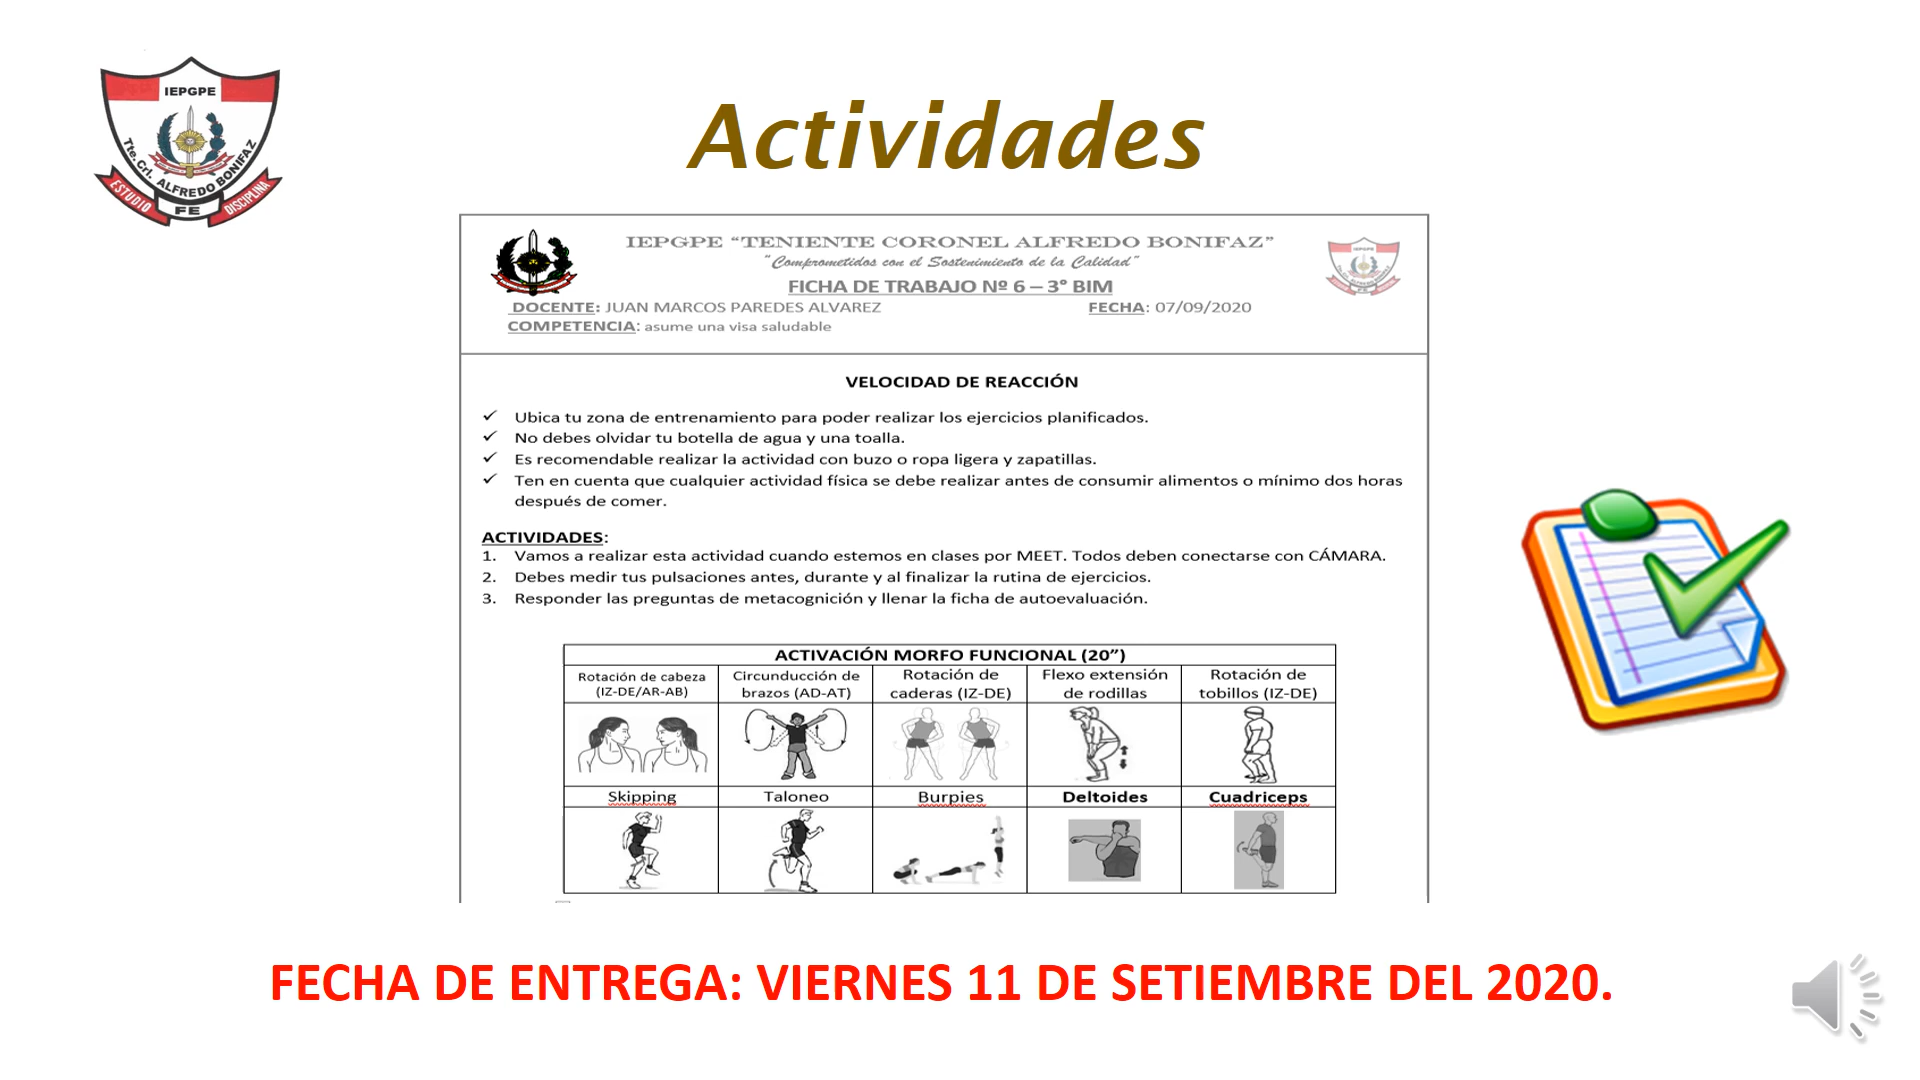 IEPGPE
Tte.Crl. ALFREDO BONIFAZ
ESTUDIO FE DISCIPLINA
Actividades
IEPGPE “TENIENTE CORONEL ALFREDO BONIFAZ”
“Comprometidos con el Sostenimiento de la Calidad”
FICHA DE TRABAJO Nº 6 – 3° BIM
DOCENTE: JUAN MARCOS PAREDES ALVAREZ FECHA: 07/09/2020
COMPETENCIA: asume una visa saludable
VELOCIDAD DE REACCIÓN
✓ Ubica tu zona de entrenamiento para poder realizar los ejercicios planificados.
✓ No debes olvidar tu botella de agua y una toalla.
✓ Es recomendable realizar la actividad con buzo o ropa ligera y zapatillas.
✓ Ten en cuenta que cualquier actividad física se debe realizar antes de consumir alimentos o mínimo dos horas
después de comer.
ACTIVIDADES:
1. Vamos a realizar esta actividad cuando estemos en clases por MEET. Todos deben conectarse con CÁMARA.
2. Debes medir tus pulsaciones antes, durante y al finalizar la rutina de ejercicios.
3. Responder las preguntas de metacognición y llenar la ficha de autoevaluación.
ACTIVACIÓN MORFO FUNCIONAL (20”)
Rotación de cabeza Circunducción de Rotación de Flexo extensión Rotación de
(IZ-DE/AR-AB) brazos (AD-AT) caderas (IZ-DE) de rodillas tobillos (IZ-DE)
Skipping Taloneo Burpies Deltoides Cuadriceps
FECHA DE ENTREGA: VIERNES 11 DE SETIEMBRE DEL 2020.